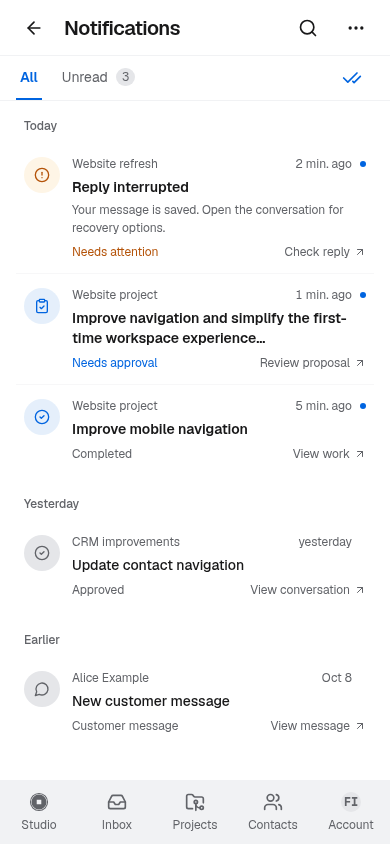 Notifications
All
Unread 3
Today
Website refresh 2 min. ago
Reply interrupted
Your message is saved. Open the conversation for
recovery options.
Needs attention Check reply
Website project 1 min. ago
Improve navigation and simplify the first-
time workspace experience…
Needs approval Review proposal
Website project 5 min. ago
Improve mobile navigation
Completed View work
Yesterday
CRM improvements yesterday
Update contact navigation
Approved View conversation
Earlier
Alice Example Oct 8
New customer message
Customer message View message
FI
Studio Inbox Projects Contacts Account